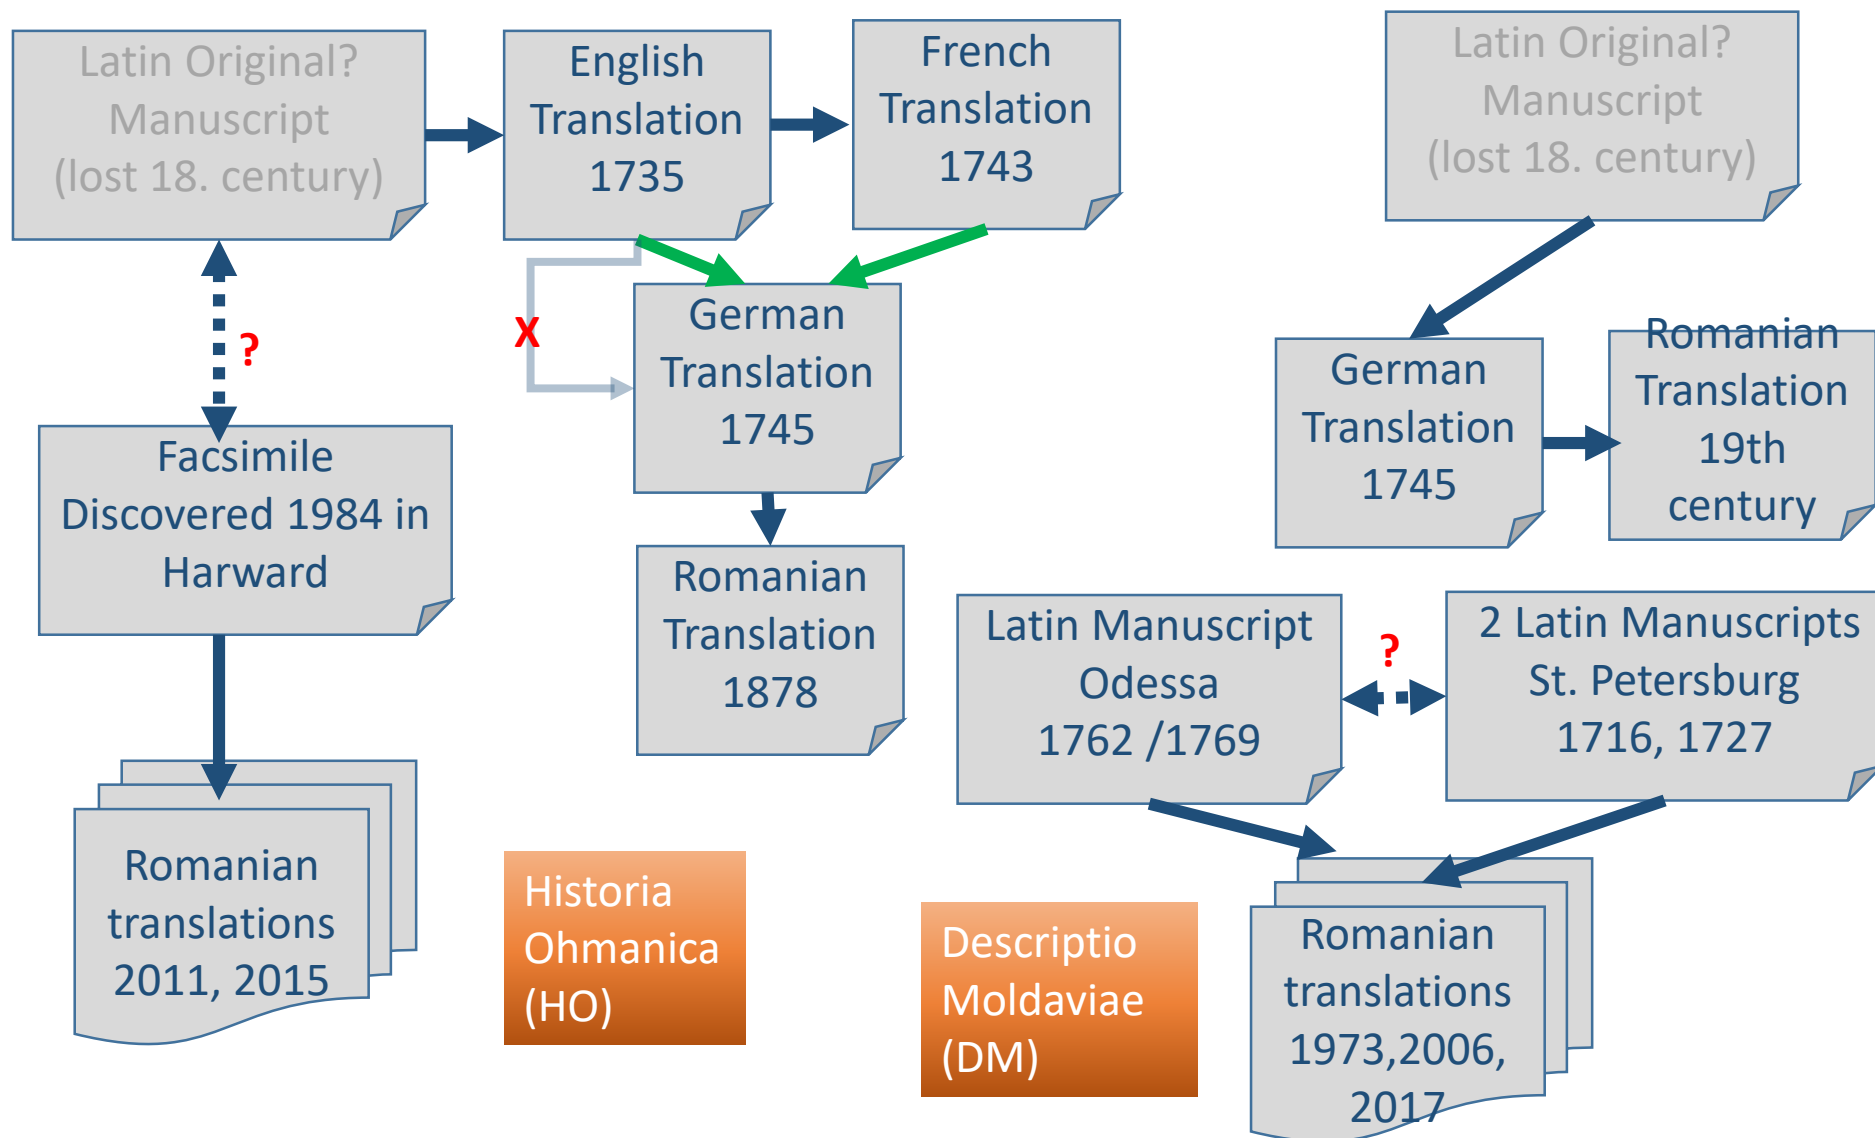 Latin Original?
Manuscript
(lost 18. century)
English
Translation
1735
French
Translation
1743
Latin Original?
Manuscript
(lost 18. century)
?
X
German
Translation
1745
German
Translation
1745
Romanian
Translation
19th
century
Facsimile
Discovered 1984 in
Harward
Romanian
Translation
1878
Latin Manuscript
Odessa
1762 /1769
?
2 Latin Manuscripts
St. Petersburg
1716, 1727
Romanian
translations
2011, 2015
Historia
Ohmanica
(HO)
Descriptio
Moldaviae
(DM)
Romanian
translations
1973,2006,
2017